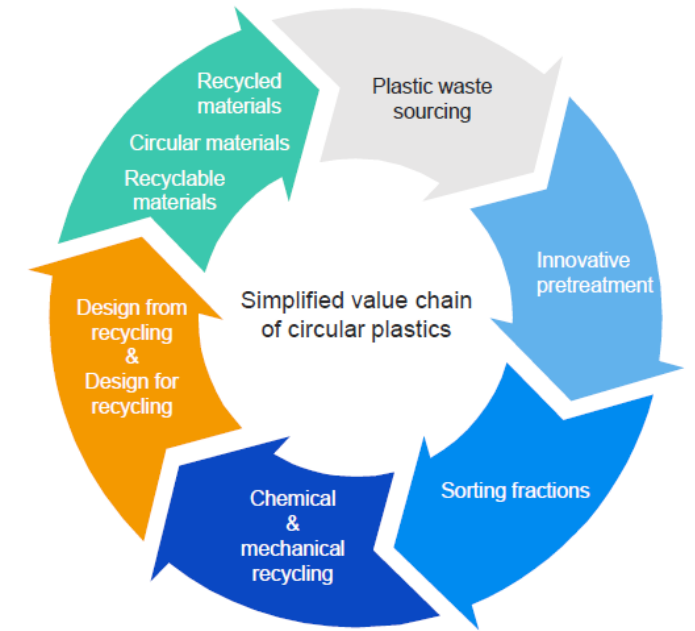 Recycled
materials
Circular materials
Recyclable
materials
Plastic waste
sourcing
Innovative
pretreatment
Sorting fractions
Chemical
&
mechanical
recycling
Design from
recycling
&
Design for
recycling
Simplified value chain
of circular plastics